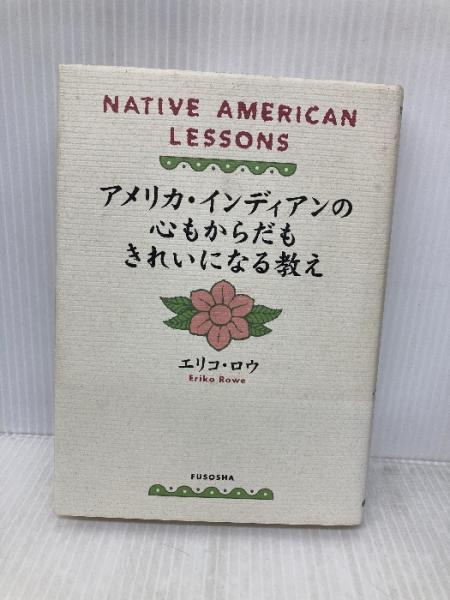 NATIVE AMERICAN
LESSONS
アメリカ・インディアンの
心もからだも
きれいになる教え
エリコ・ロウ
Eriko Rowe
FUSOSHA